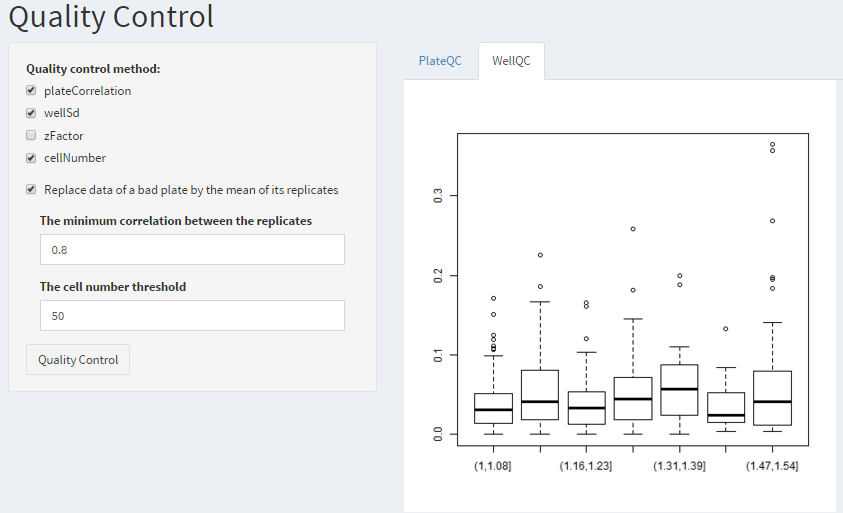 Quality Control
Quality control method:
plateCorrelation
wellSd
zFactor
cellNumber
Replace data of a bad plate by the mean of its replicates
The minimum correlation between the replicates
0.8
The cell number threshold
50
Quality Control
PlateQC WellQC
0.3
0.2
0.1
0.0
(1,1.08] (1.16,1.23] (1.31,1.39] (1.47,1.54]